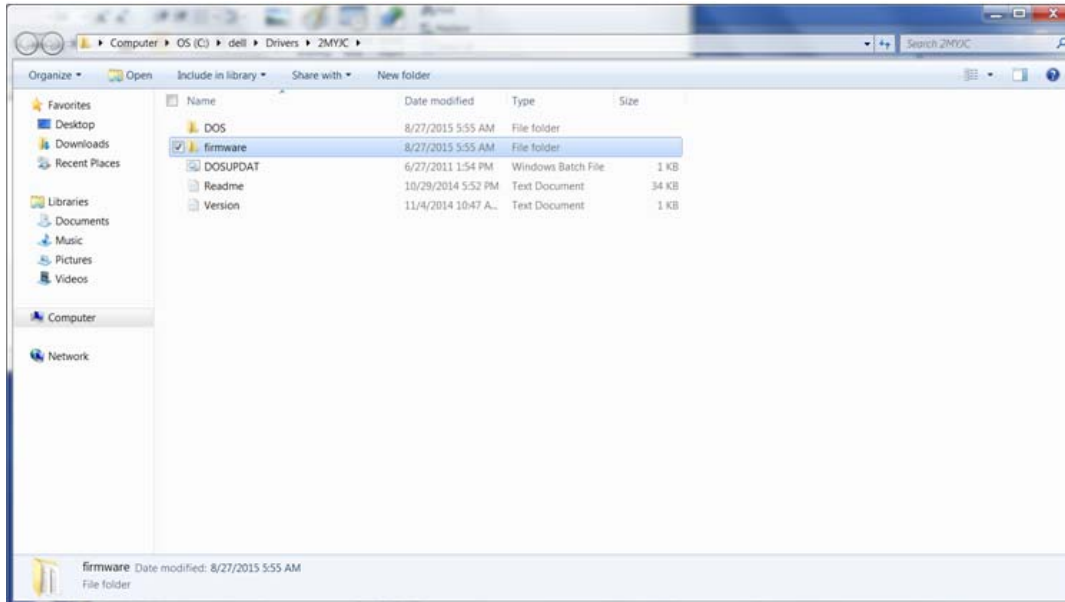 Computer ▸ OS (C:) ▸ dell ▸ Drivers ▸ 2MYJC ▸
Search 2MYJC
Organize Open Include in library Share with New folder
Name Date modified Type Size
Favorites
Desktop
Downloads
Recent Places
Libraries
Documents
Music
Pictures
Videos
Computer
Network
DOS 8/27/2015 5:55 AM File folder
firmware 8/27/2015 5:55 AM File folder
DOSUPDAT 6/27/2011 1:54 PM Windows Batch File 1 KB
Readme 10/29/2014 5:52 PM Text Document 34 KB
Version 11/4/2014 10:47 A... Text Document 1 KB
firmware Date modified: 8/27/2015 5:55 AM
File folder